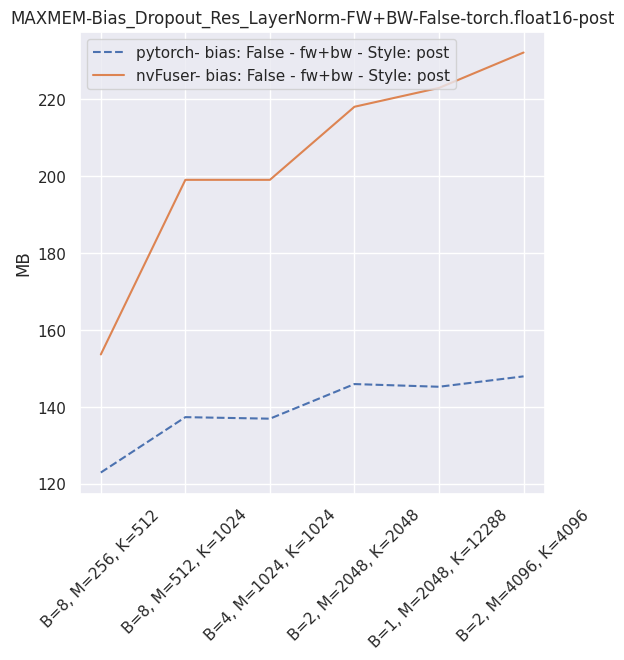 MAXMEM-Bias_Dropout_Res_LayerNorm-FW+BW-False-torch.float16-post
pytorch- bias: False - fw+bw - Style: post
nvFuser- bias: False - fw+bw - Style: post
220
200
180
160
140
120
MB
B=8, M=256, K=512
B=8, M=512, K=1024
B=4, M=1024, K=1024
B=2, M=2048, K=2048
B=1, M=2048, K=12288
B=2, M=4096, K=4096